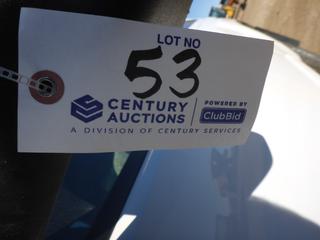 LOT NO
53
CENTURY AUCTIONS
POWERED BY
ClubBid
A DIVISION OF CENTURY SERVICES